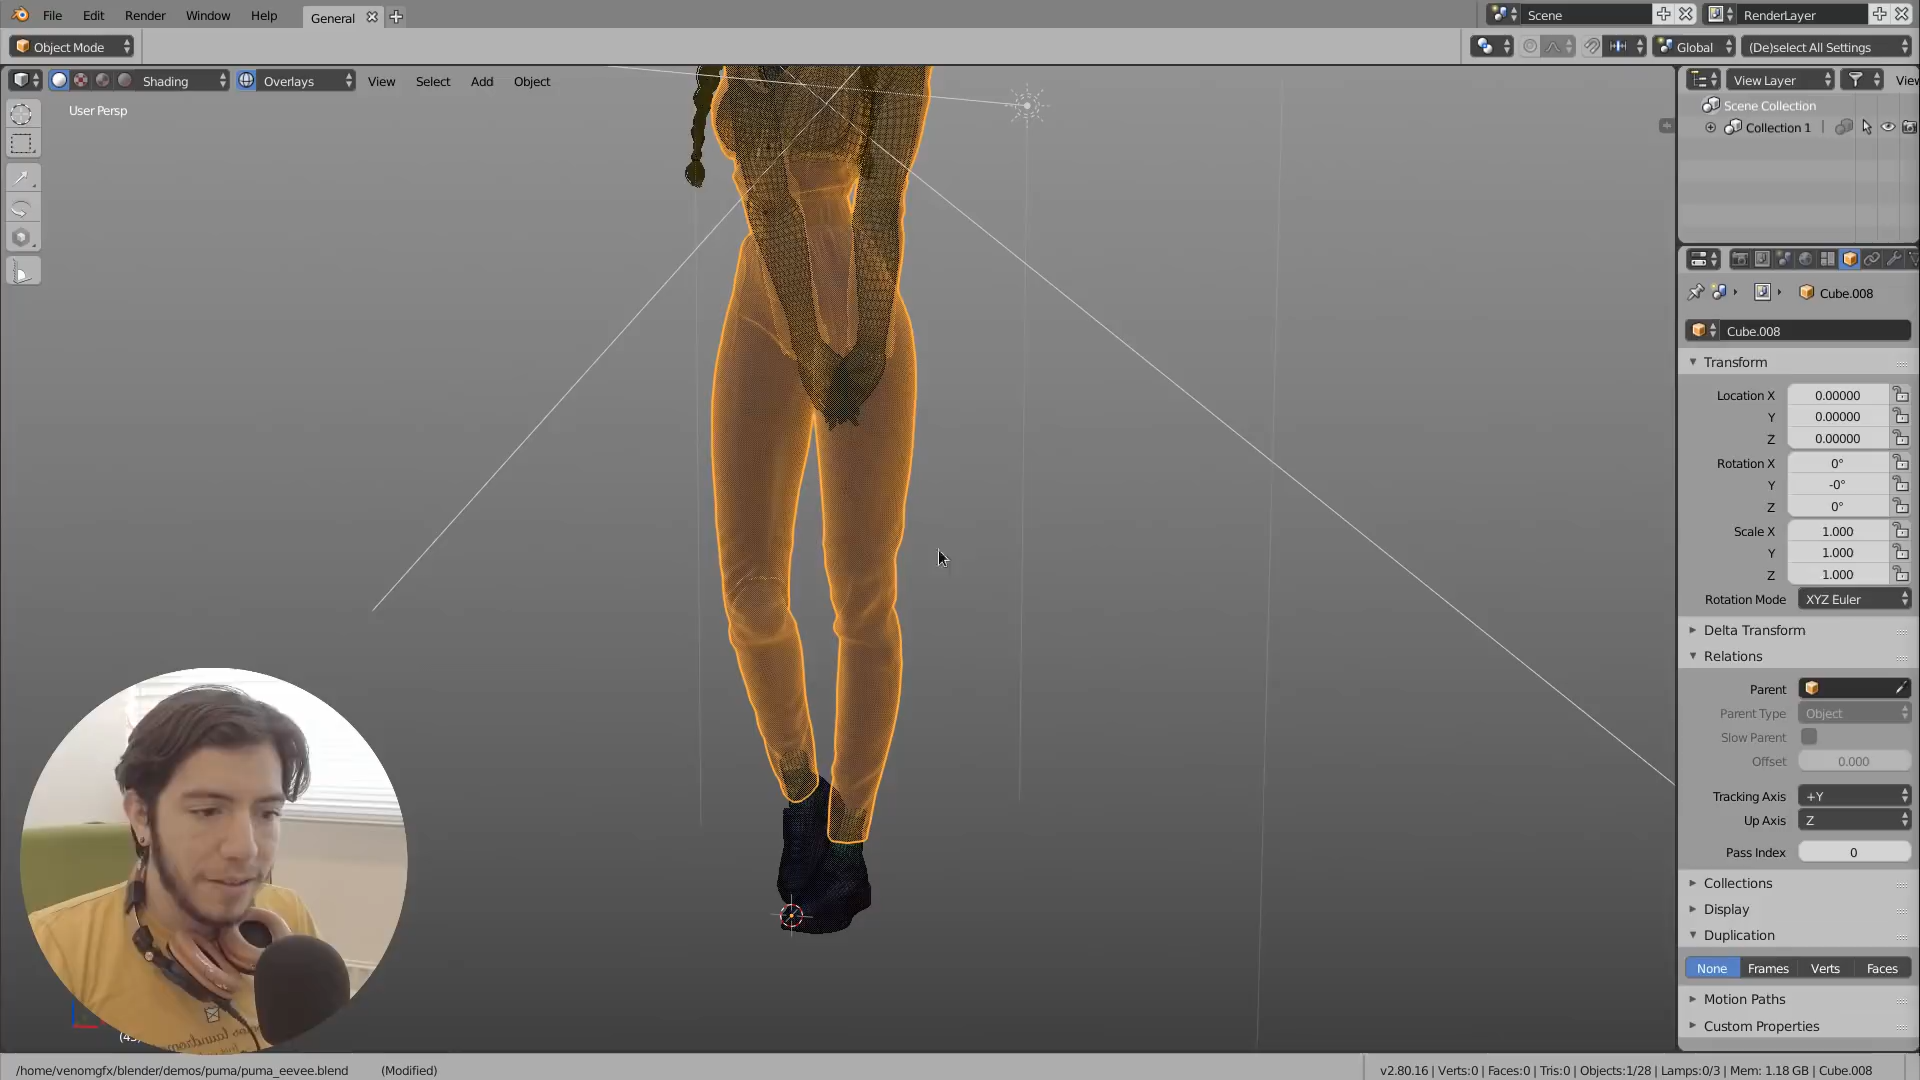 File Edit Render Window Help General Scene RenderLayer
Object Mode Global (De)select All Settings
Shading Overlays View Select Add Object View Layer View
User Persp
Scene Collection
Collection 1
Cube.008
Cube.008
Transform
Location X 0.00000
Y 0.00000
Z 0.00000
Rotation X 0°
Y -0°
Z 0°
Scale X 1.000
Y 1.000
Z 1.000
Rotation Mode XYZ Euler
Delta Transform
Relations
Parent
Parent Type Object
Slow Parent
Offset 0.000
Tracking Axis +Y
Up Axis Z
Pass Index 0
Collections
Display
Duplication
None Frames Verts Faces
Motion Paths
Custom Properties
/home/venomgfx/blender/demos/puma/puma_eevee.blend (Modified)
v2.80.16 | Verts:0 | Faces:0 | Tris:0 | Objects:1/28 | Lamps:0/3 | Mem: 1.18 GB | Cube.008